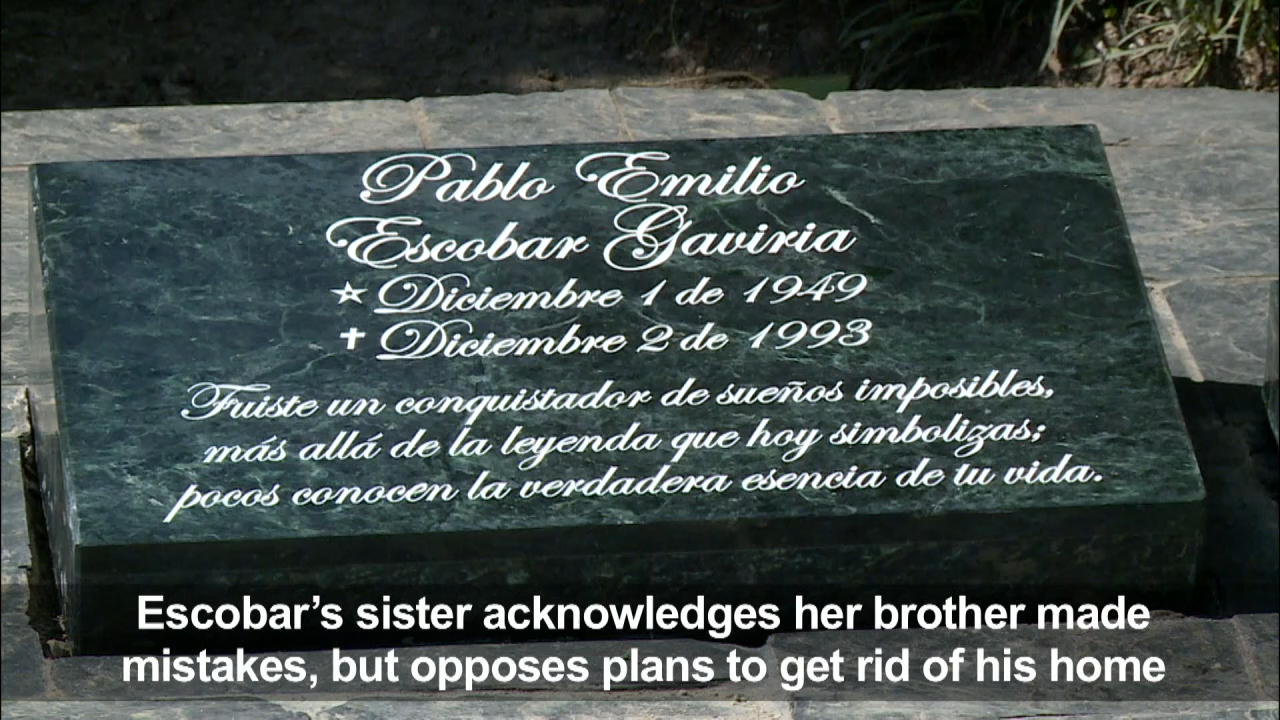 Pablo Emilio
Escobar Gaviria
☆ Diciembre 1 de 1949
✝ Diciembre 2 de 1993
Fuiste un conquistador de sueños imposibles,
más allá de la leyenda que hoy simbolizas;
pocos conocen la verdadera esencia de tu vida.
Escobar’s sister acknowledges her brother made
mistakes, but opposes plans to get rid of his home